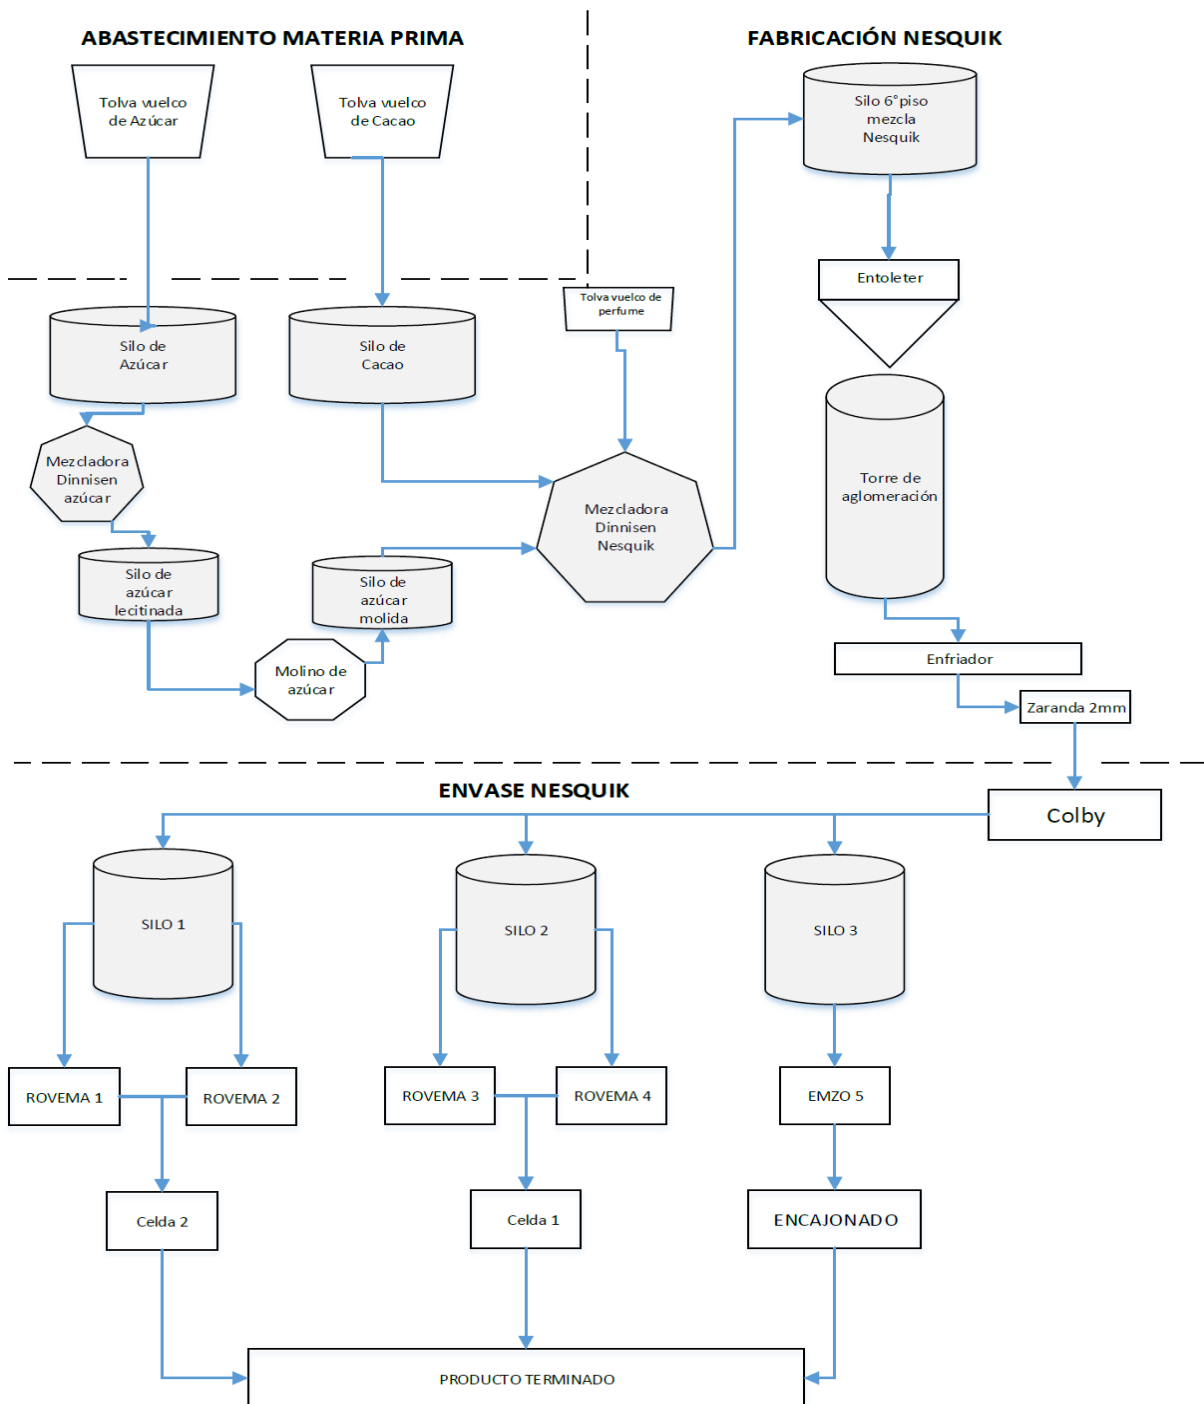 ABASTECIMIENTO MATERIA PRIMA
FABRICACIÓN NESQUIK
Tolva vuelco
de Azúcar
Tolva vuelco
de Cacao
Silo 6°piso
mezcla
Nesquik
Entoleter
Tolva vuelco de
perfume
Silo de
Azúcar
Silo de
Cacao
Mezcladora
Dinnisen
azúcar
Torre de
aglomeración
Mezcladora
Dinnisen
Nesquik
Silo de
azúcar
lecitinada
Silo de
azúcar
molida
Molino de
azúcar
Enfriador
Zaranda 2mm
ENVASE NESQUIK
Colby
SILO 1
SILO 2
SILO 3
ROVEMA 1
ROVEMA 2
ROVEMA 3
ROVEMA 4
EMZO 5
Celda 2
Celda 1
ENCAJONADO
PRODUCTO TERMINADO